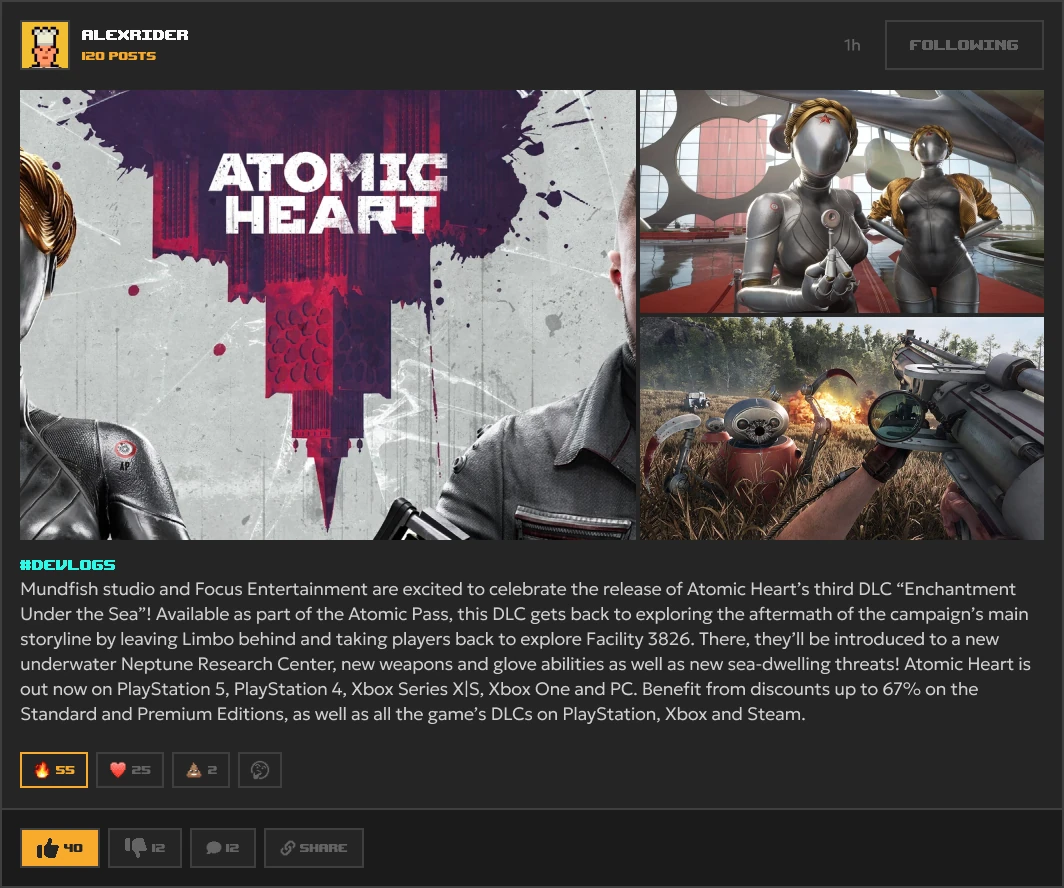 ALEXRIDER
120 POSTS
1h
FOLLOWING
ATOMIC
HEART
AP
#DEVLOGS
Mundfish studio and Focus Entertainment are excited to celebrate the release of Atomic Heart’s third DLC “Enchantment
Under the Sea”! Available as part of the Atomic Pass, this DLC gets back to exploring the aftermath of the campaign’s main
storyline by leaving Limbo behind and taking players back to explore Facility 3826. There, they’ll be introduced to a new
underwater Neptune Research Center, new weapons and glove abilities as well as new sea-dwelling threats! Atomic Heart is
out now on PlayStation 5, PlayStation 4, Xbox Series X|S, Xbox One and PC. Benefit from discounts up to 67% on the
Standard and Premium Editions, as well as all the game’s DLCs on PlayStation, Xbox and Steam.
55 25 2
40 12 12 SHARE